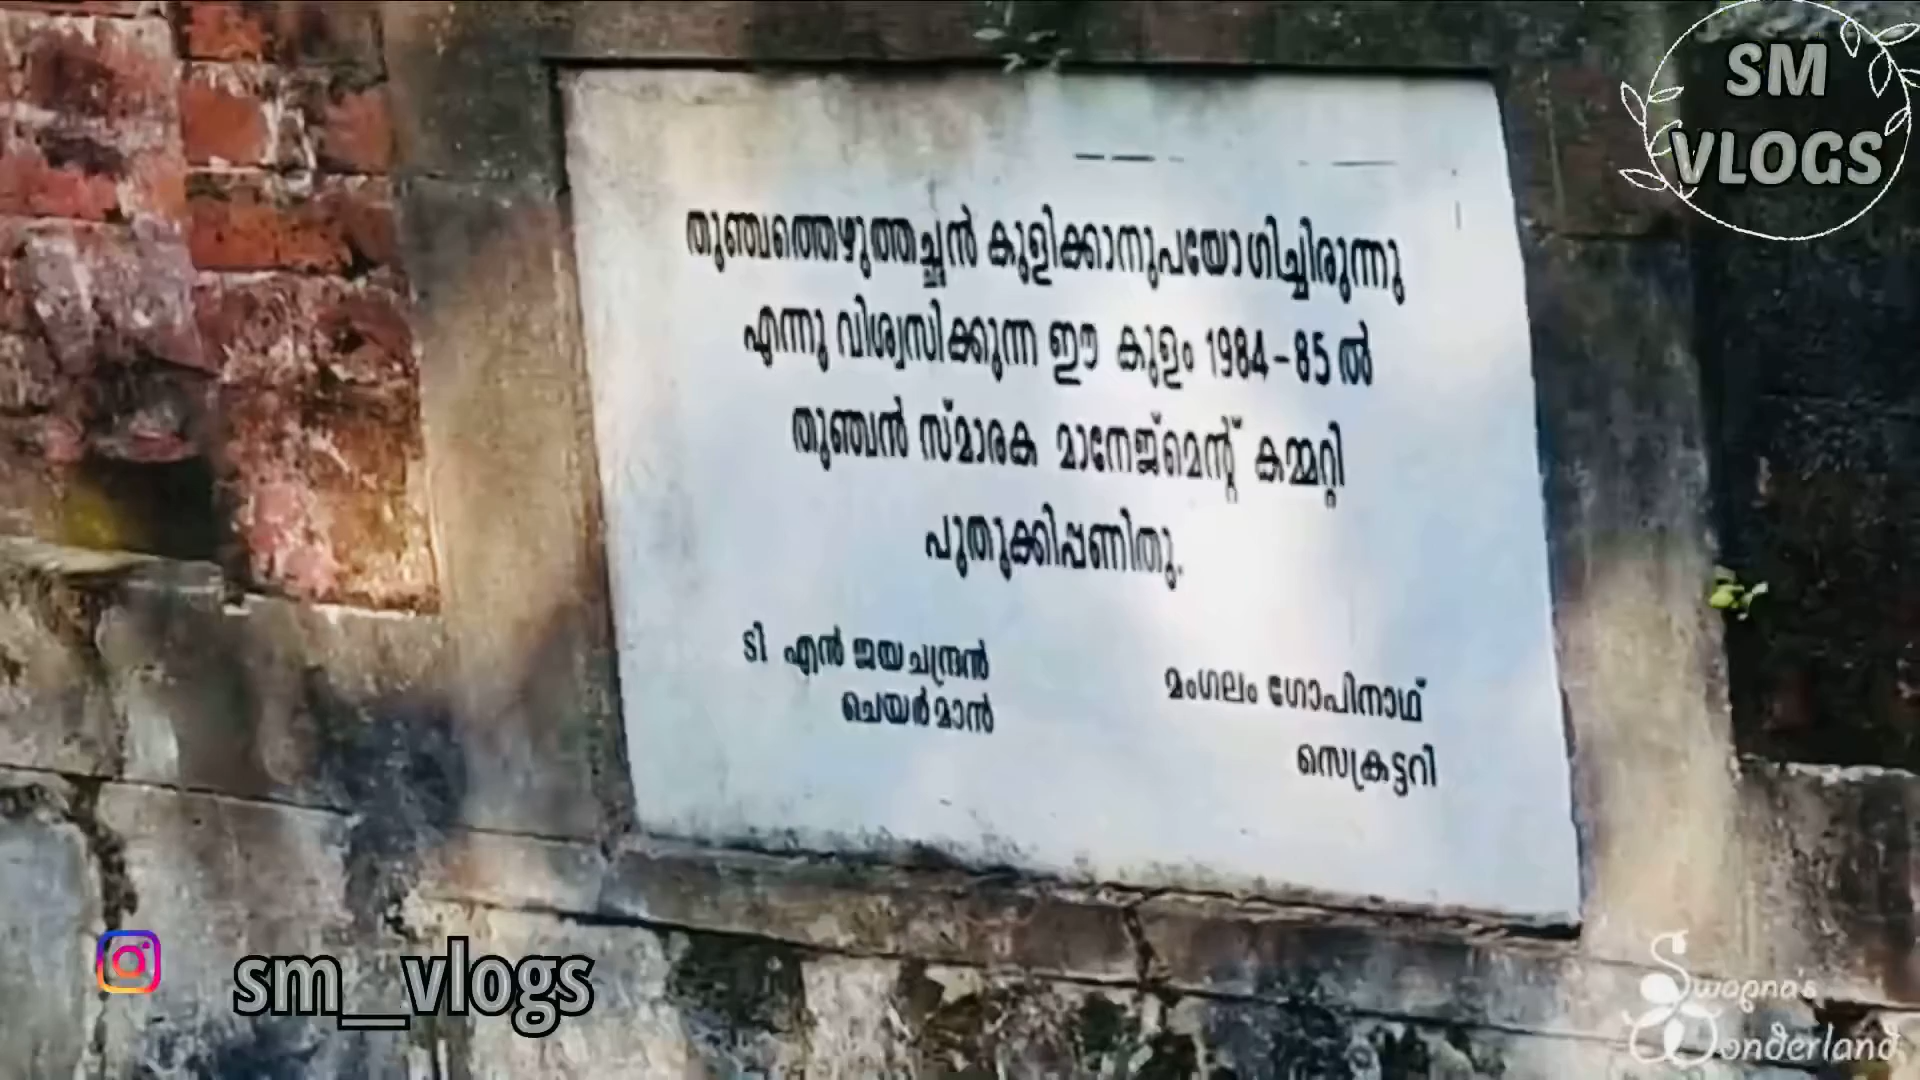 SM
VLOGS
തുഞ്ചത്തെഴുത്തച്ഛൻ കുളിക്കാനുപയോഗിച്ചിരുന്നു
എന്നു വിശ്വസിക്കുന്ന ഈ കുളം 1984-85 ൽ
തുഞ്ചൻ സ്മാരക മാനേജ്മെന്റ് കമ്മറ്റി
പുതുക്കിപ്പണിതു.
ടി എൻ ജയചന്ദ്രൻ
ചെയർമാൻ
മംഗലം ഗോപിനാഥ്
സെക്രട്ടറി
sm_vlogs
Swapna's
Wonderland